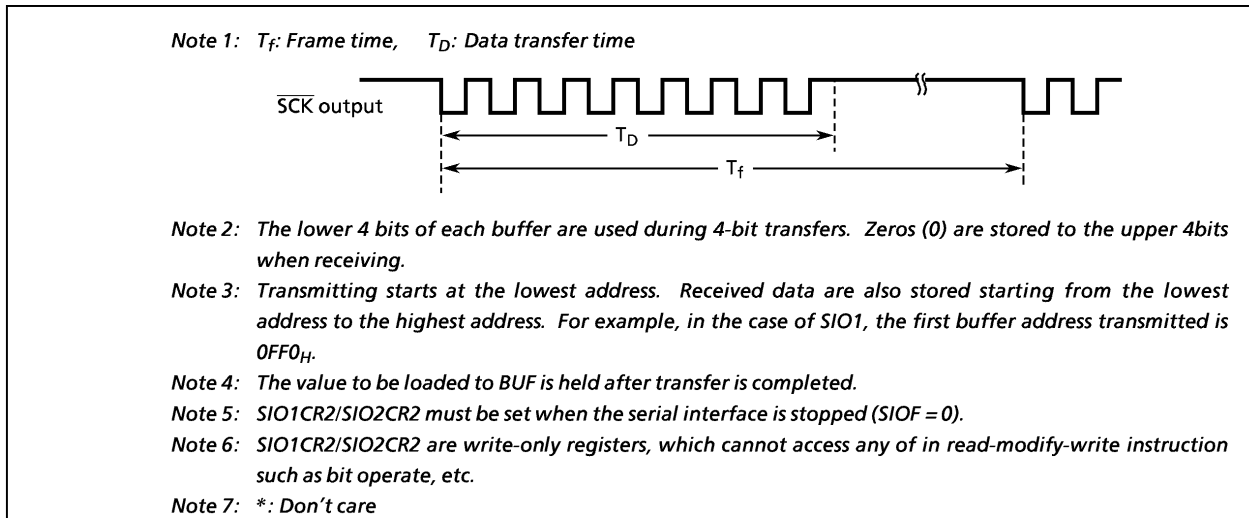 Note 1: Tf: Frame time, TD: Data transfer time
SCK output
TD
Tf
Note 2: The lower 4 bits of each buffer are used during 4-bit transfers. Zeros (0) are stored to the upper 4bits
when receiving.
Note 3: Transmitting starts at the lowest address. Received data are also stored starting from the lowest
address to the highest address. For example, in the case of SIO1, the first buffer address transmitted is
0FF0H.
Note 4: The value to be loaded to BUF is held after transfer is completed.
Note 5: SIO1CR2/SIO2CR2 must be set when the serial interface is stopped (SIOF = 0).
Note 6: SIO1CR2/SIO2CR2 are write-only registers, which cannot access any of in read-modify-write instruction
such as bit operate, etc.
Note 7: *: Don't care